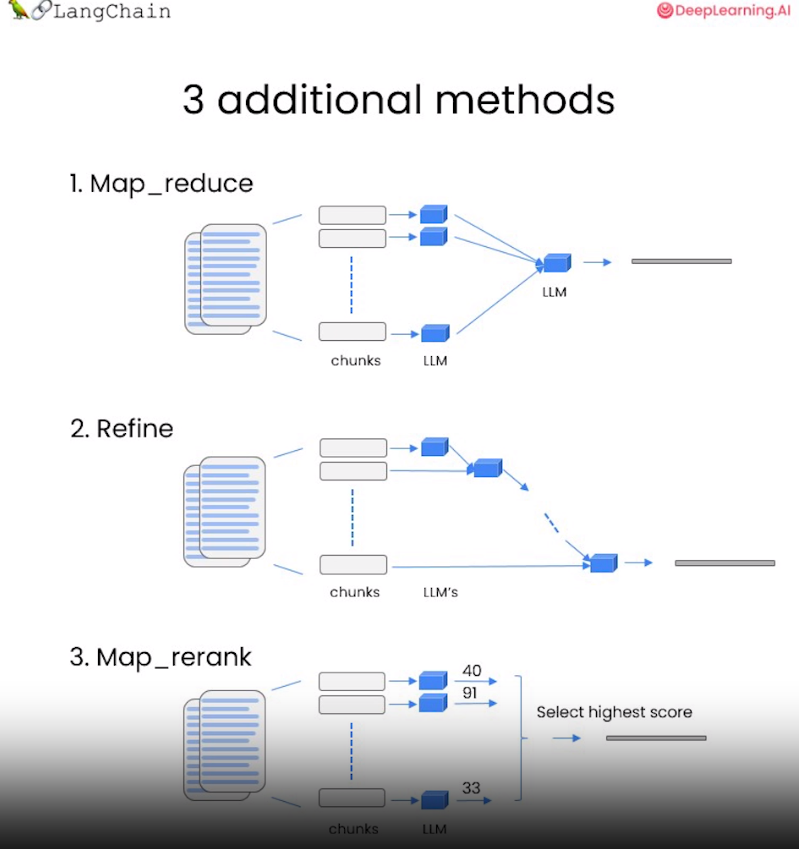 LangChain
DeepLearning.AI
3 additional methods
1. Map_reduce
LLM
chunks
LLM
2. Refine
chunks
LLM's
3. Map_rerank
40
91
Select highest score
33
chunks
LLM